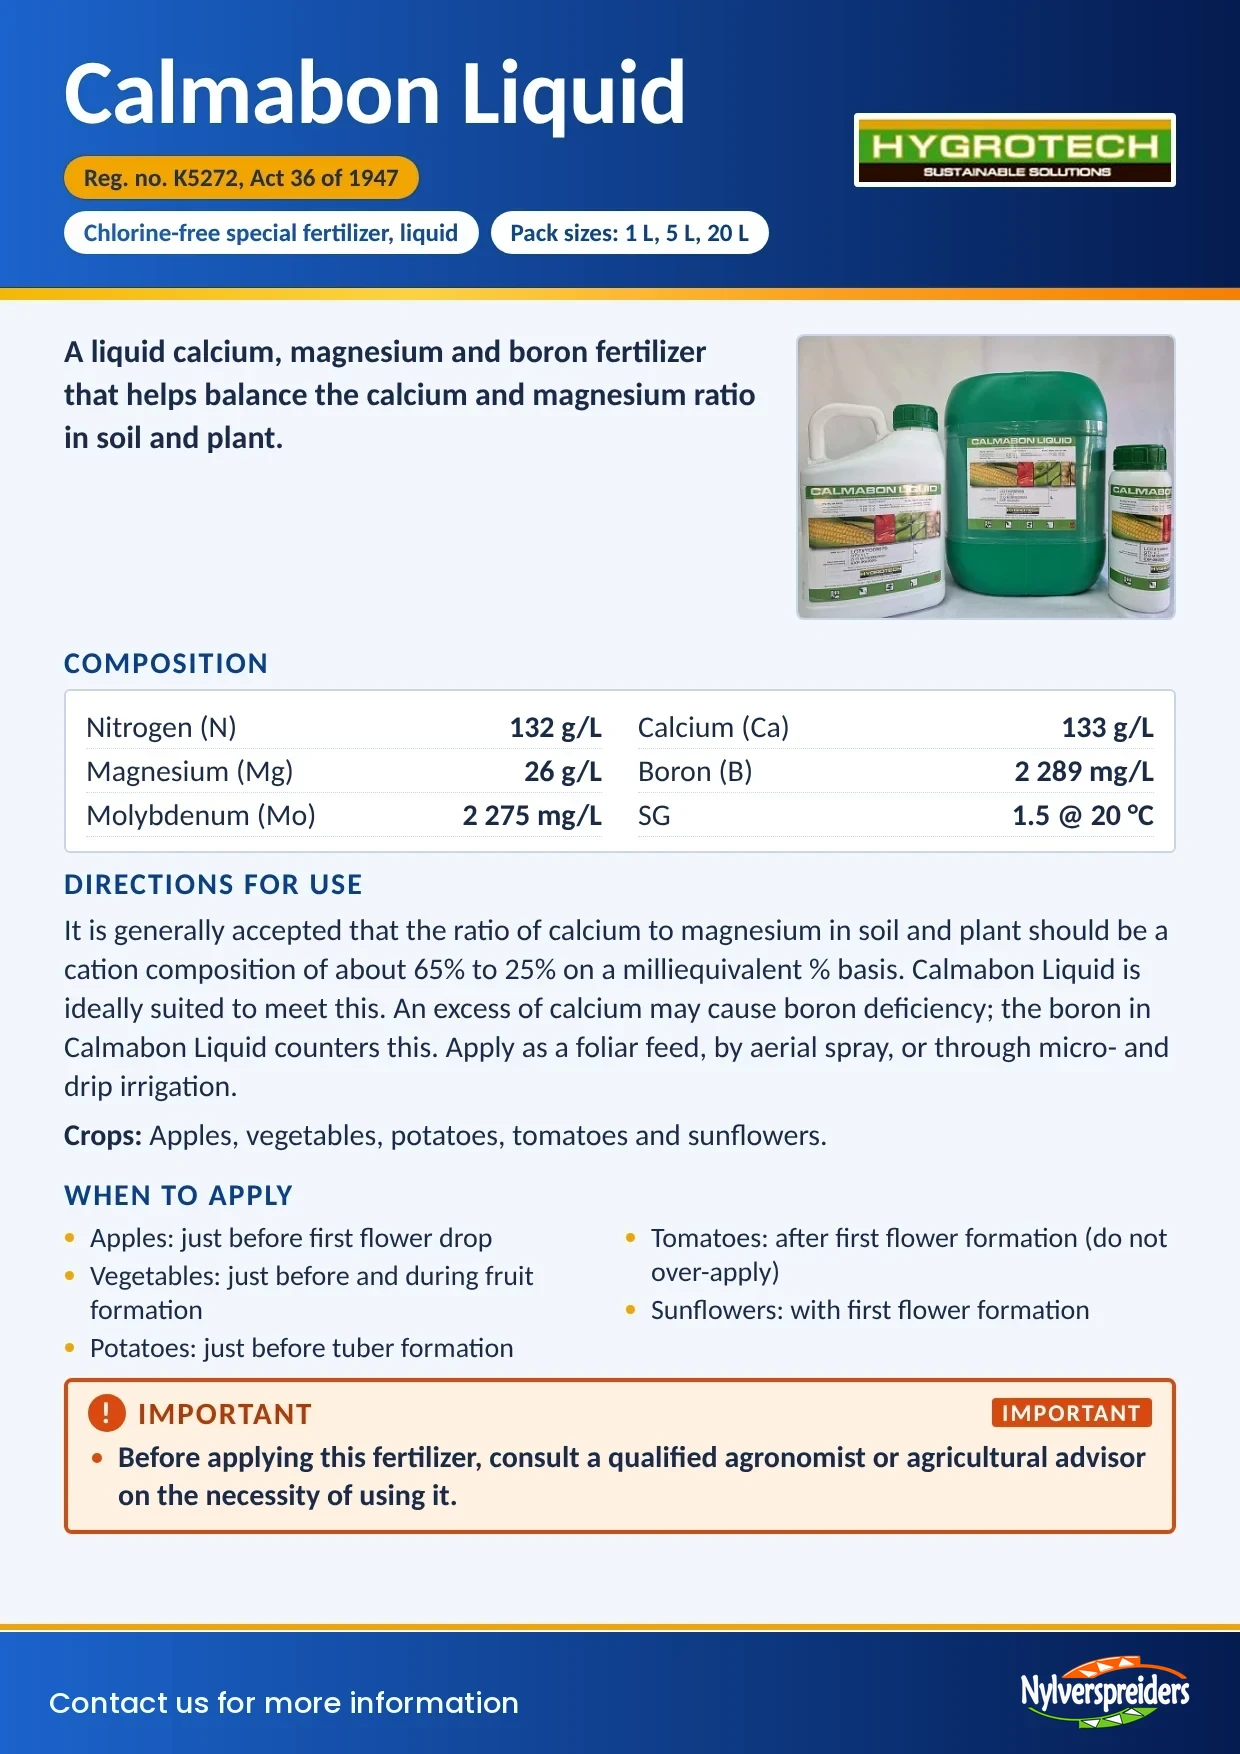 Calmabon Liquid
Reg. no. K5272, Act 36 of 1947
Chlorine-free special fertilizer, liquid
Pack sizes: 1 L, 5 L, 20 L
HYGROTECH
SUSTAINABLE SOLUTIONS
A liquid calcium, magnesium and boron fertilizer
that helps balance the calcium and magnesium ratio
in soil and plant.
CALMABON LIQUID
CALMABON LIQUID
CALMABON
COMPOSITION
Nitrogen (N) 132 g/L
Calcium (Ca) 133 g/L
Magnesium (Mg) 26 g/L
Boron (B) 2 289 mg/L
Molybdenum (Mo) 2 275 mg/L
SG 1.5 @ 20 °C
DIRECTIONS FOR USE
It is generally accepted that the ratio of calcium to magnesium in soil and plant should be a
cation composition of about 65% to 25% on a milliequivalent % basis. Calmabon Liquid is
ideally suited to meet this. An excess of calcium may cause boron deficiency; the boron in
Calmabon Liquid counters this. Apply as a foliar feed, by aerial spray, or through micro- and
drip irrigation.
Crops: Apples, vegetables, potatoes, tomatoes and sunflowers.
WHEN TO APPLY
• Apples: just before first flower drop
• Vegetables: just before and during fruit
formation
• Potatoes: just before tuber formation
• Tomatoes: after first flower formation (do not
over-apply)
• Sunflowers: with first flower formation
! IMPORTANT
IMPORTANT
• Before applying this fertilizer, consult a qualified agronomist or agricultural advisor
on the necessity of using it.
Contact us for more information
Nylverspreiders